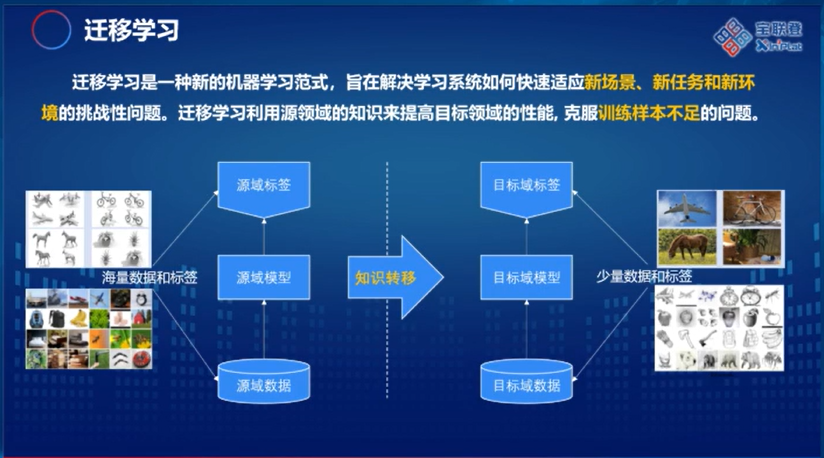 迁移学习
宝联登
XinPlat
迁移学习是一种新的机器学习范式，旨在解决学习系统如何快速适应新场景、新任务和新环
境的挑战性问题。迁移学习利用源领域的知识来提高目标领域的性能, 克服训练样本不足的问题。
源域标签
目标域标签
海量数据和标签
源域模型
知识转移
目标域模型
少量数据和标签
源域数据
目标域数据